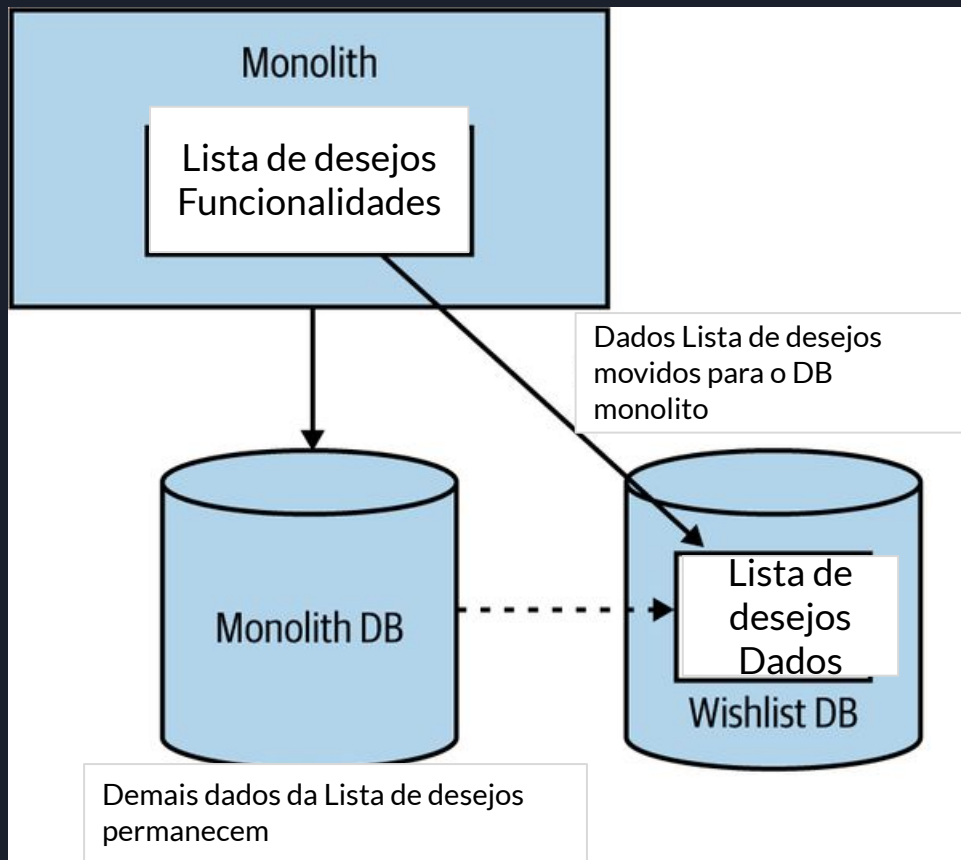 Monolith
Lista de desejos
Funcionalidades
Dados Lista de desejos
movidos para o DB
monolito
Monolith DB
Lista de
desejos
Dados
Wishlist DB
Demais dados da Lista de desejos
permanecem